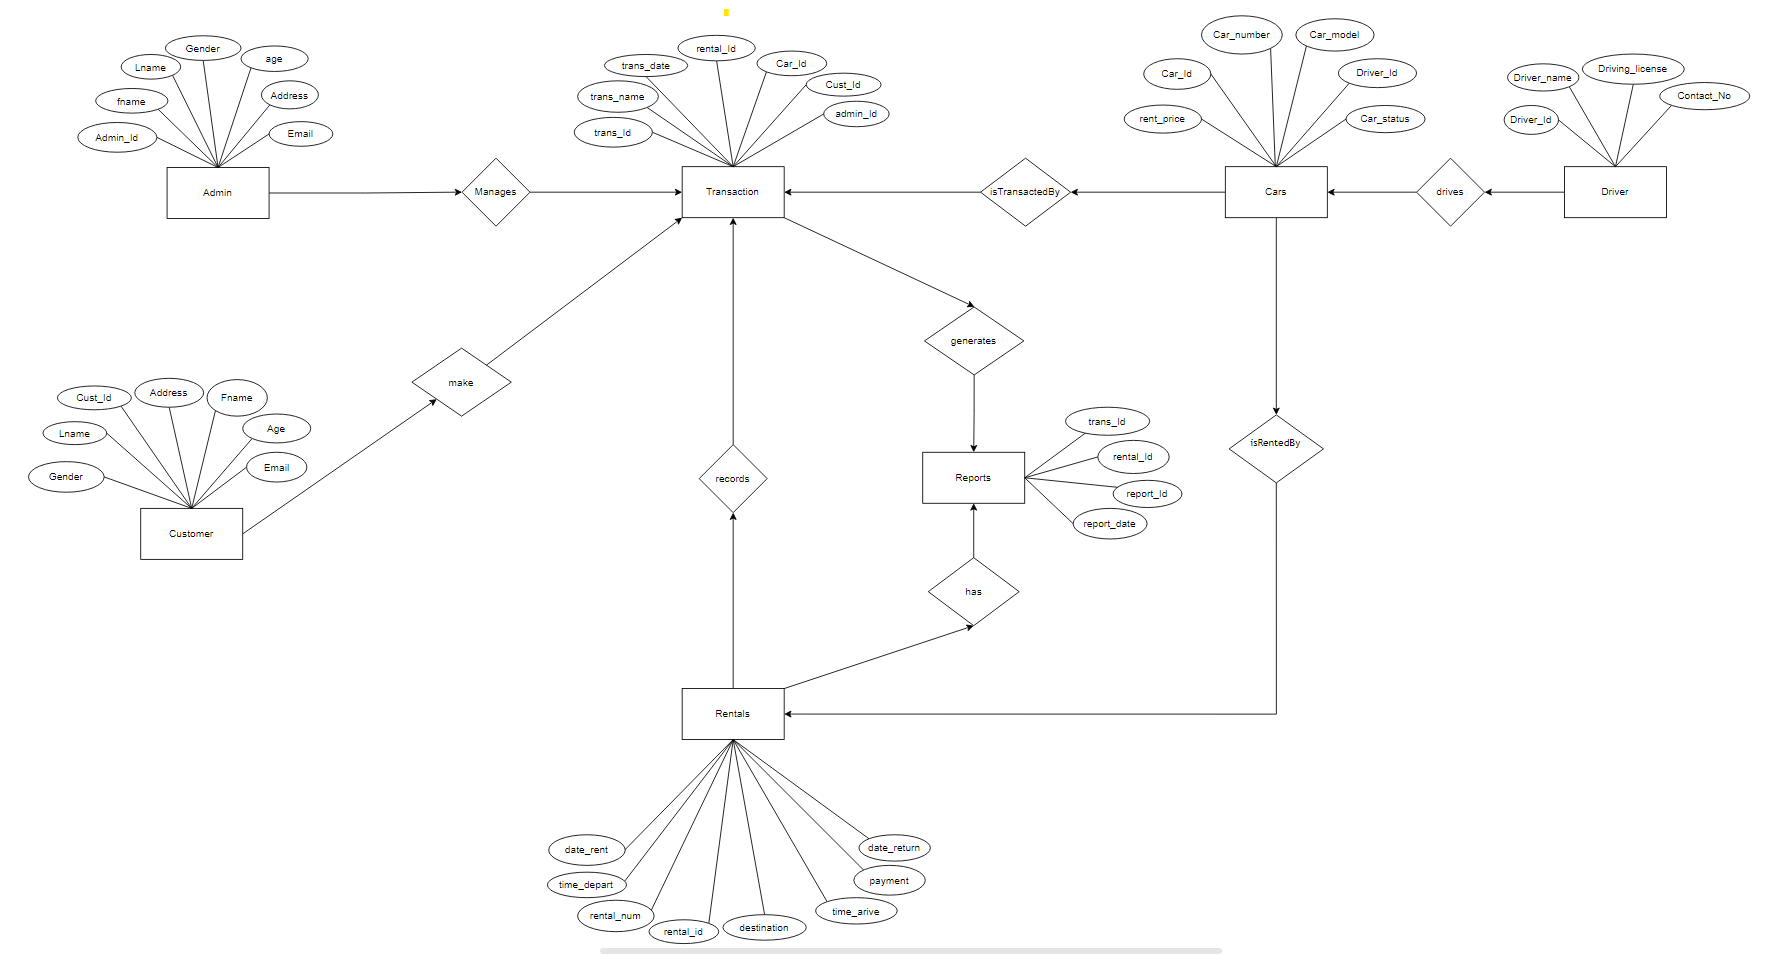 Gender
Lname
age
fname
Address
Admin_Id
Email
Admin
Manages
rental_Id
trans_date
Car_Id
trans_name
Cust_Id
trans_Id
admin_Id
Transaction
isTransactedBy
Car_number
Car_model
Car_Id
Driver_Id
rent_price
Car_status
Cars
drives
Driver_name
Driving_license
Contact_No
Driver_Id
Driver
make
generates
Cust_Id
Address
Fname
Lname
Age
Gender
Email
Customer
records
Reports
trans_Id
rental_Id
report_Id
report_date
isRentedBy
has
Rentals
date_rent
date_return
time_depart
payment
rental_num
time_arive
rental_id
destination